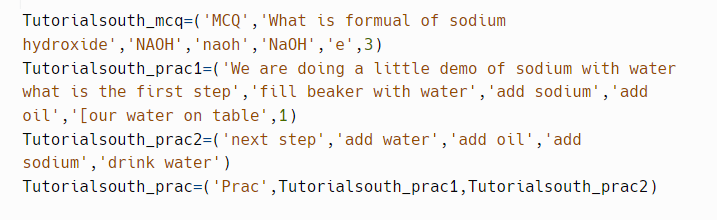 Tutorialsouth_mcq=('MCQ','What is formual of sodium
hydroxide','NAOH','naoh','NaOH','e',3)
Tutorialsouth_prac1=('We are doing a little demo of sodium with water
what is the first step','fill beaker with water','add sodium','add
oil','[our water on table',1)
Tutorialsouth_prac2=('next step','add water','add oil','add
sodium','drink water')
Tutorialsouth_prac=('Prac',Tutorialsouth_prac1,Tutorialsouth_prac2)